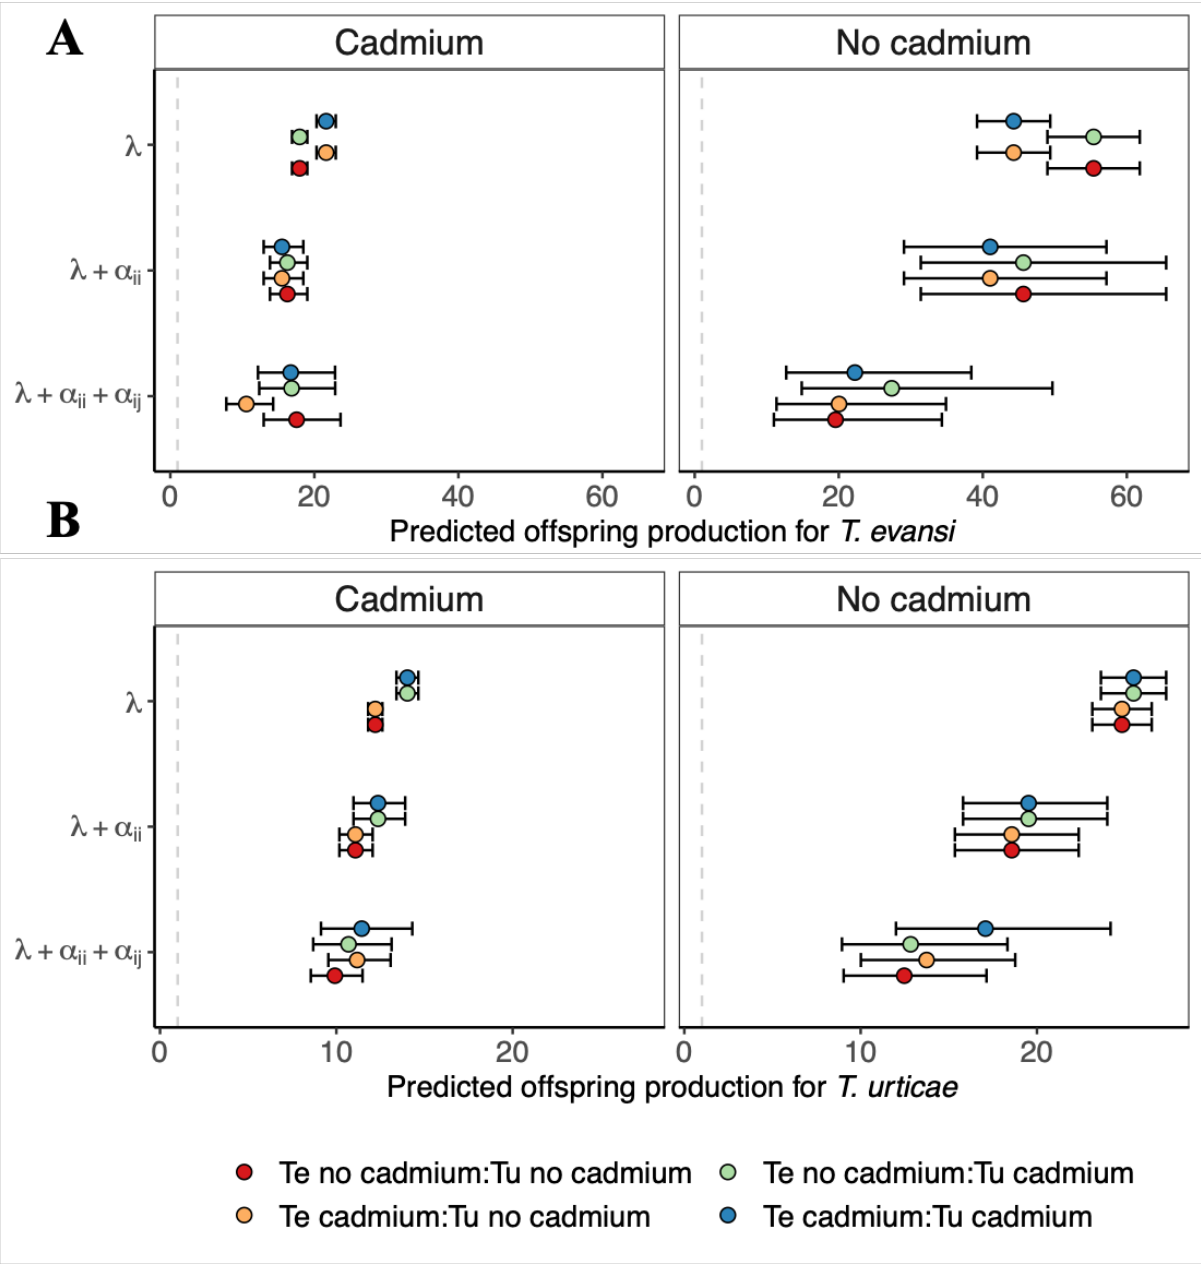 A
Cadmium
No cadmium
λ
λ + αii
λ + αii + αij
0 20 40 60
0 20 40 60
Predicted offspring production for T. evansi
B
Cadmium
No cadmium
λ
λ + αii
λ + αii + αij
0 10 20
0 10 20
Predicted offspring production for T. urticae
Te no cadmium:Tu no cadmium
Te no cadmium:Tu cadmium
Te cadmium:Tu no cadmium
Te cadmium:Tu cadmium